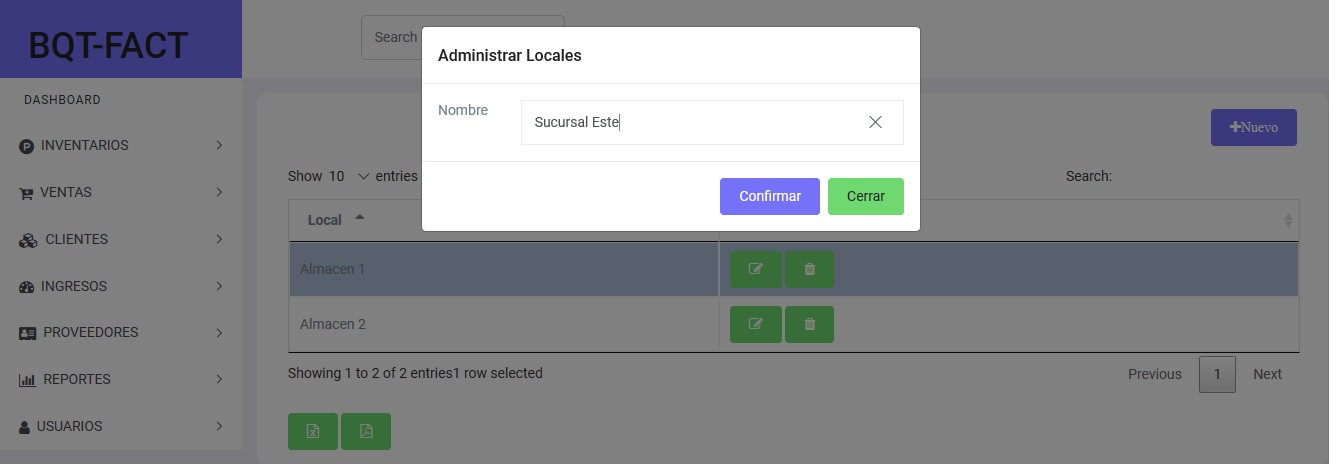 BQT-FACT
Search
Administrar Locales
DASHBOARD
Nombre
Sucursal Este
Nuevo
INVENTARIOS
Show 10 entries
Search:
VENTAS
Confirmar
Cerrar
Local
CLIENTES
Almacen 1
INGRESOS
Almacen 2
PROVEEDORES
Showing 1 to 2 of 2 entries1 row selected
Previous
1
Next
REPORTES
USUARIOS